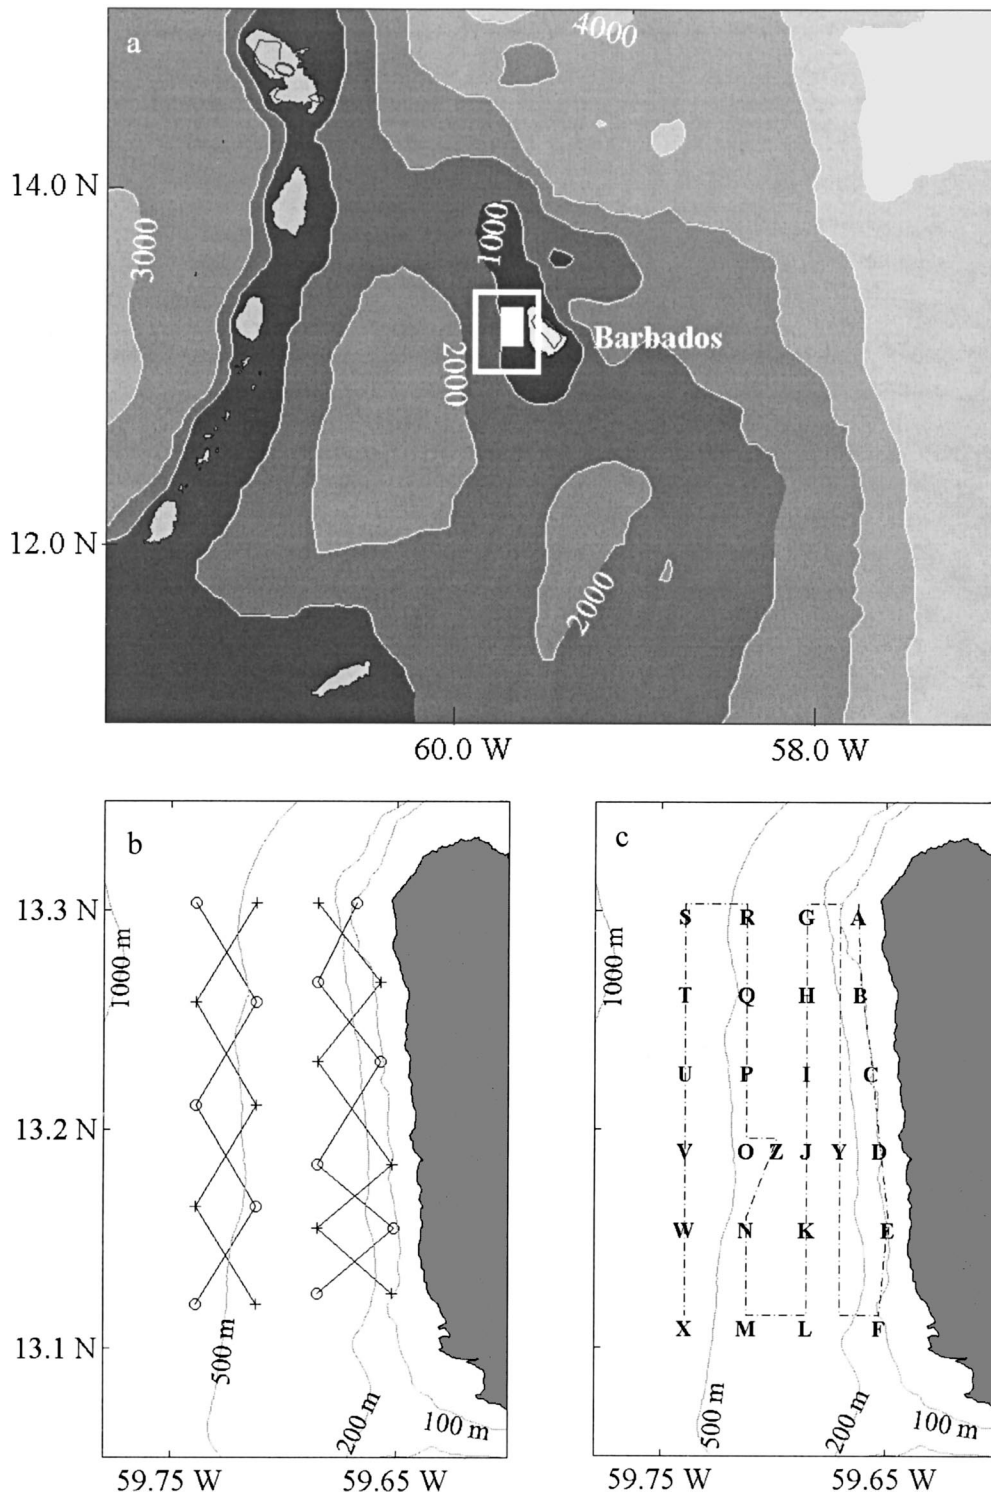 a
4000
14.0 N
3000
1000
Barbados
2000
12.0 N
2000
60.0 W
58.0 W
b
c
13.3 N
S R G A
1000 m
1000 m
T Q H B
U P I C
13.2 N
V O Z J Y D
W N K E
X M L F
13.1 N
500 m
200 m
100 m
500 m
200 m
100 m
59.75 W
59.65 W
59.75 W
59.65 W